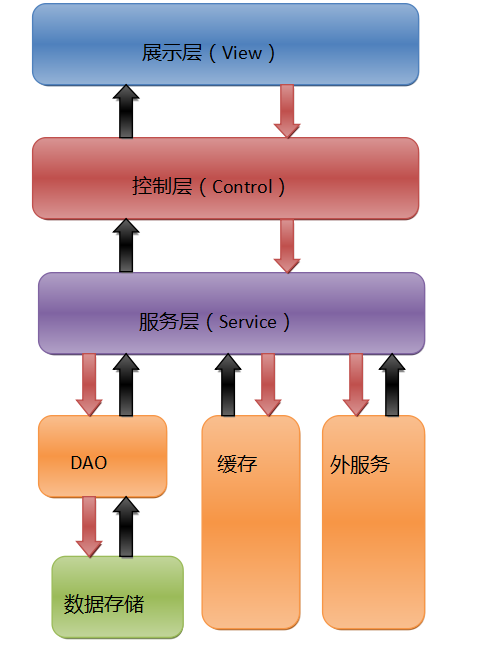 展示层（View）
控制层（Control）
服务层（Service）
DAO
缓存
外服务
数据存储